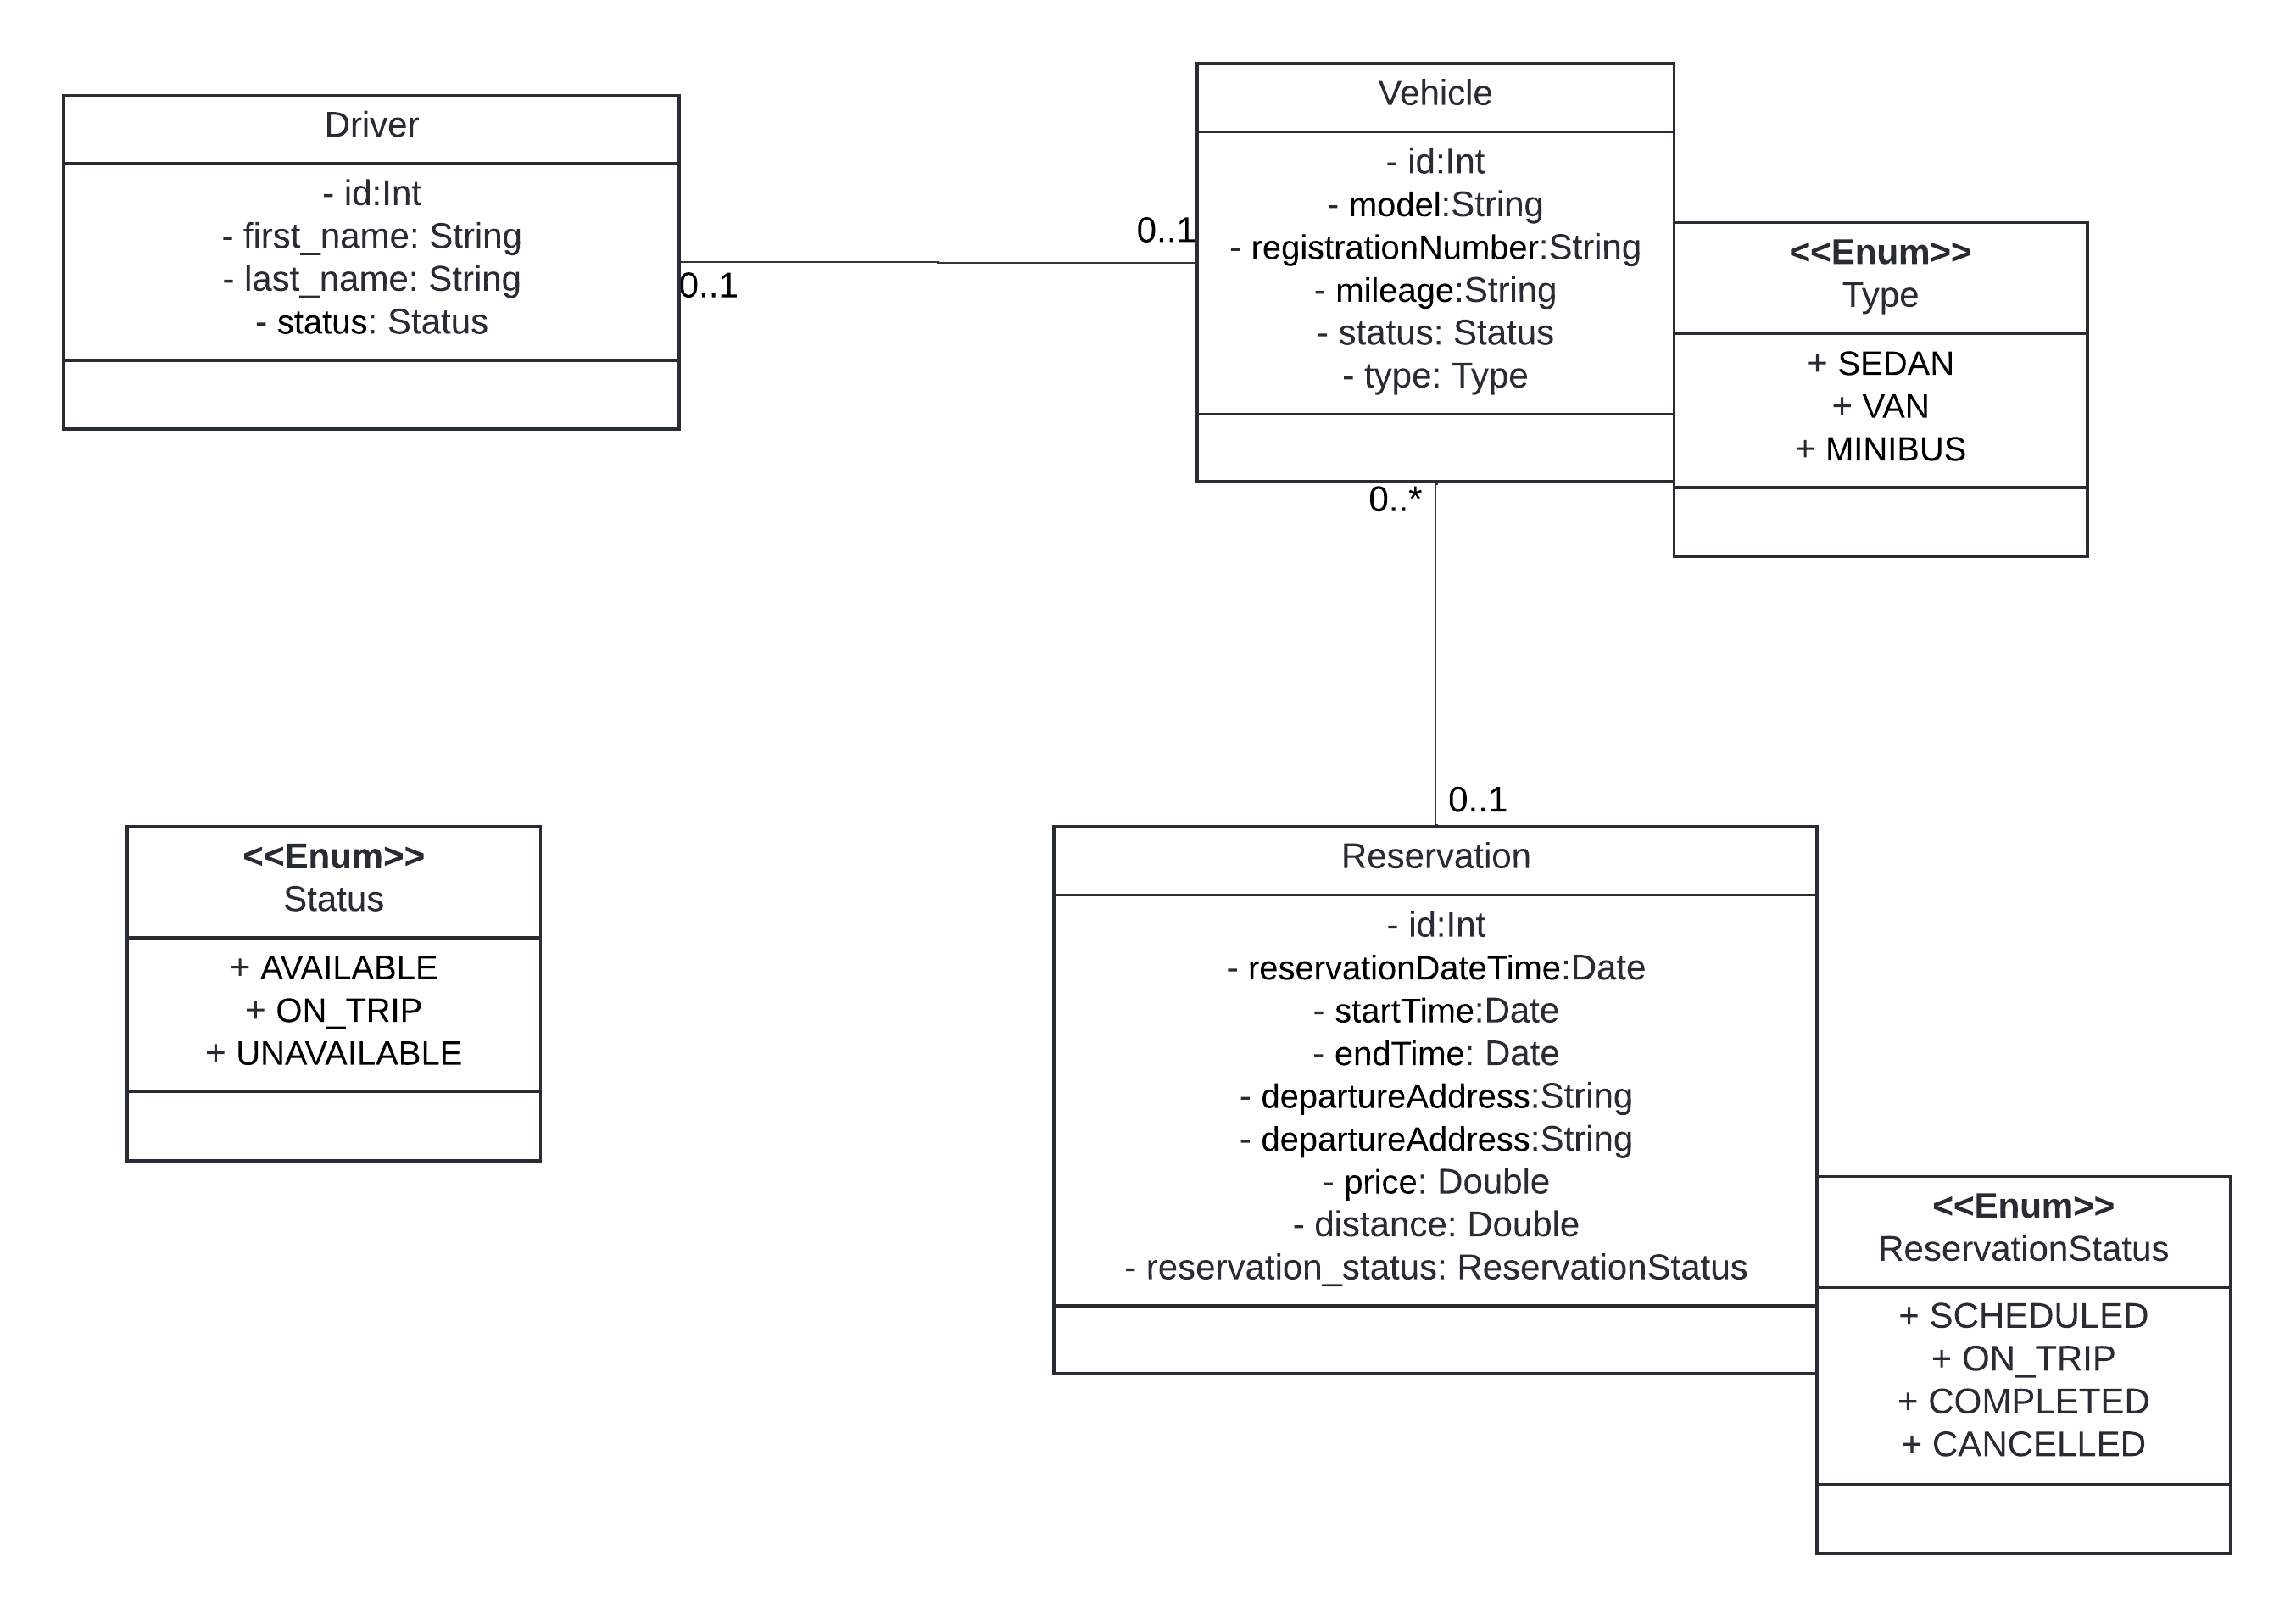 Driver
- id:Int
- first_name: String
- last_name: String
- status: Status
0..1
0..1
Vehicle
- id:Int
- model:String
- registrationNumber:String
- mileage:String
- status: Status
- type: Type
<<Enum>>
Type
+ SEDAN
+ VAN
+ MINIBUS
0..*
0..1
<<Enum>>
Status
+ AVAILABLE
+ ON_TRIP
+ UNAVAILABLE
Reservation
- id:Int
- reservationDateTime:Date
- startTime:Date
- endTime: Date
- departureAddress:String
- departureAddress:String
- price: Double
- distance: Double
- reservation_status: ReservationStatus
<<Enum>>
ReservationStatus
+ SCHEDULED
+ ON_TRIP
+ COMPLETED
+ CANCELLED